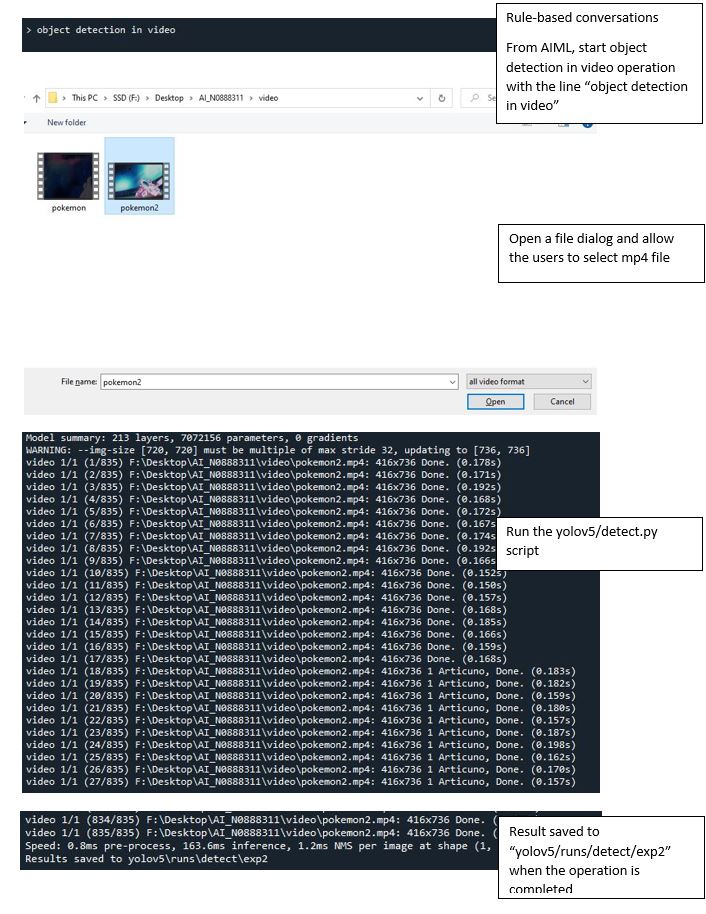 > object detection in video
Rule-based conversations
From AIML, start object
detection in video operation
with the line “object detection
in video”
This PC > SSD (F:) > Desktop > AI_N0888311 > video
New folder
pokemon
pokemon2
Open a file dialog and allow
the users to select mp4 file
File name: pokemon2
all video format
Open
Cancel
Model summary: 213 layers, 7072156 parameters, 0 gradients
WARNING: --img-size [720, 720] must be multiple of max stride 32, updating to [736, 736]
video 1/1 (1/835) F:\Desktop\AI_N0888311\video\pokemon2.mp4: 416x736 Done. (0.178s)
video 1/1 (2/835) F:\Desktop\AI_N0888311\video\pokemon2.mp4: 416x736 Done. (0.171s)
video 1/1 (3/835) F:\Desktop\AI_N0888311\video\pokemon2.mp4: 416x736 Done. (0.192s)
video 1/1 (4/835) F:\Desktop\AI_N0888311\video\pokemon2.mp4: 416x736 Done. (0.168s)
video 1/1 (5/835) F:\Desktop\AI_N0888311\video\pokemon2.mp4: 416x736 Done. (0.172s)
video 1/1 (6/835) F:\Desktop\AI_N0888311\video\pokemon2.mp4: 416x736 Done. (0.167s
video 1/1 (7/835) F:\Desktop\AI_N0888311\video\pokemon2.mp4: 416x736 Done. (0.174s
video 1/1 (8/835) F:\Desktop\AI_N0888311\video\pokemon2.mp4: 416x736 Done. (0.192s
video 1/1 (9/835) F:\Desktop\AI_N0888311\video\pokemon2.mp4: 416x736 Done. (0.166s
video 1/1 (10/835) F:\Desktop\AI_N0888311\video\pokemon2.mp4: 416x736 Done. (0.152s)
video 1/1 (11/835) F:\Desktop\AI_N0888311\video\pokemon2.mp4: 416x736 Done. (0.150s)
video 1/1 (12/835) F:\Desktop\AI_N0888311\video\pokemon2.mp4: 416x736 Done. (0.157s)
video 1/1 (13/835) F:\Desktop\AI_N0888311\video\pokemon2.mp4: 416x736 Done. (0.168s)
video 1/1 (14/835) F:\Desktop\AI_N0888311\video\pokemon2.mp4: 416x736 Done. (0.185s)
video 1/1 (15/835) F:\Desktop\AI_N0888311\video\pokemon2.mp4: 416x736 Done. (0.166s)
video 1/1 (16/835) F:\Desktop\AI_N0888311\video\pokemon2.mp4: 416x736 Done. (0.159s)
video 1/1 (17/835) F:\Desktop\AI_N0888311\video\pokemon2.mp4: 416x736 Done. (0.168s)
video 1/1 (18/835) F:\Desktop\AI_N0888311\video\pokemon2.mp4: 416x736 1 Articuno, Done. (0.183s)
video 1/1 (19/835) F:\Desktop\AI_N0888311\video\pokemon2.mp4: 416x736 1 Articuno, Done. (0.182s)
video 1/1 (20/835) F:\Desktop\AI_N0888311\video\pokemon2.mp4: 416x736 1 Articuno, Done. (0.159s)
video 1/1 (21/835) F:\Desktop\AI_N0888311\video\pokemon2.mp4: 416x736 1 Articuno, Done. (0.180s)
video 1/1 (22/835) F:\Desktop\AI_N0888311\video\pokemon2.mp4: 416x736 1 Articuno, Done. (0.157s)
video 1/1 (23/835) F:\Desktop\AI_N0888311\video\pokemon2.mp4: 416x736 1 Articuno, Done. (0.187s)
video 1/1 (24/835) F:\Desktop\AI_N0888311\video\pokemon2.mp4: 416x736 1 Articuno, Done. (0.198s)
video 1/1 (25/835) F:\Desktop\AI_N0888311\video\pokemon2.mp4: 416x736 1 Articuno, Done. (0.162s)
video 1/1 (26/835) F:\Desktop\AI_N0888311\video\pokemon2.mp4: 416x736 1 Articuno, Done. (0.170s)
video 1/1 (27/835) F:\Desktop\AI_N0888311\video\pokemon2.mp4: 416x736 1 Articuno, Done. (0.157s)
Run the yolov5/detect.py
script
video 1/1 (834/835) F:\Desktop\AI_N0888311\video\pokemon2.mp4: 416x736 Done. (
video 1/1 (835/835) F:\Desktop\AI_N0888311\video\pokemon2.mp4: 416x736 Done. (
Speed: 0.8ms pre-process, 163.6ms inference, 1.2ms NMS per image at shape (1,
Results saved to yolov5\runs\detect\exp2
Result saved to
“yolov5/runs/detect/exp2”
when the operation is
completed